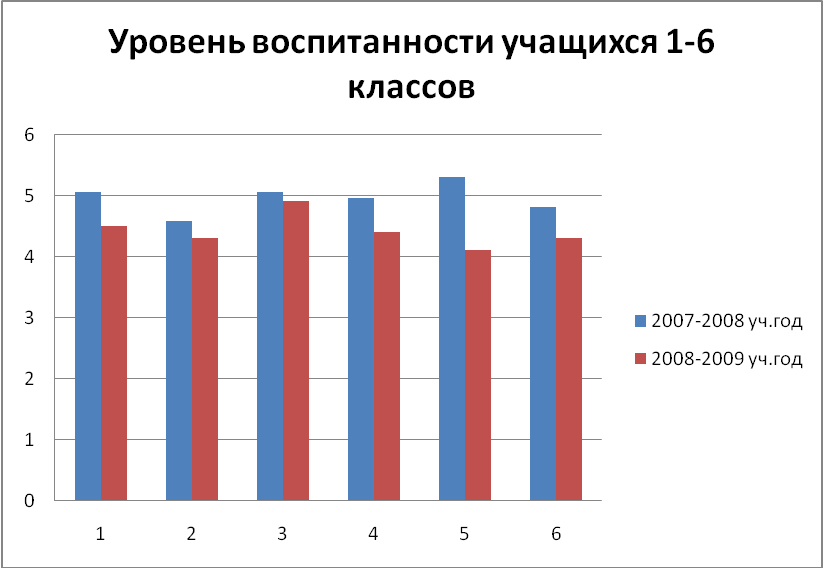 Уровень воспитанности учащихся 1-6
классов
6
5
4
3
2
1
0
1 2 3 4 5 6
2007-2008 уч.год
2008-2009 уч.год